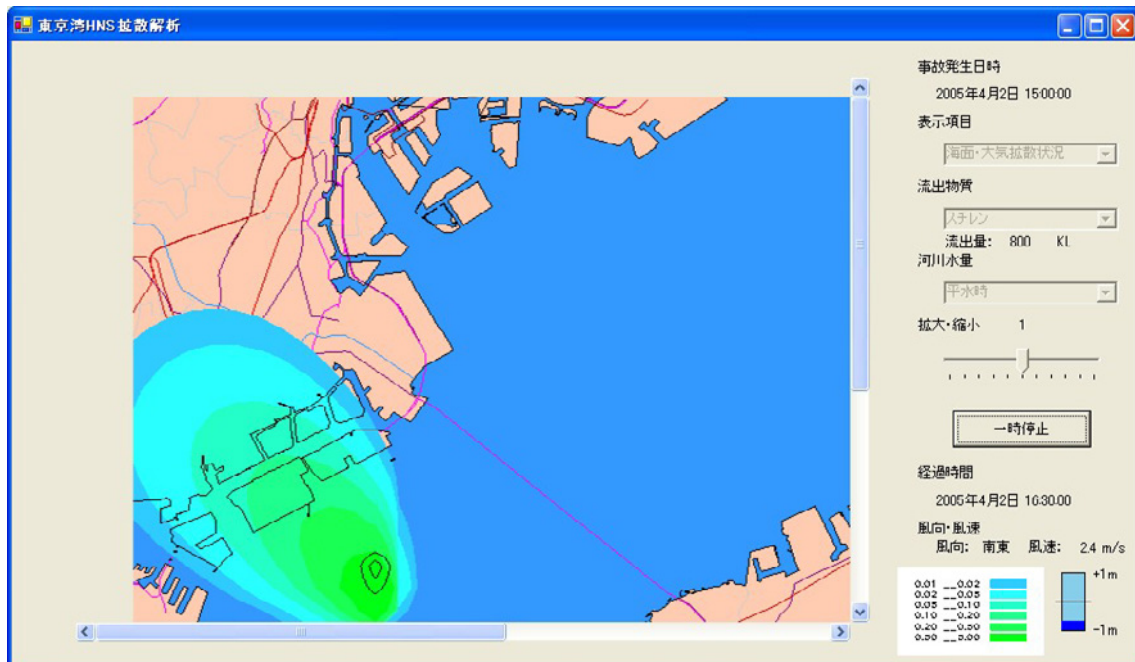 東京湾HNS拡散解析
事故発生日時
2005年4月2日 15:00:00
表示項目
海面・大気拡散状況
流出物質
スチレン
流出量: 800 KL
河川水量
平水時
拡大・縮小 1
一時停止
経過時間
2005年4月2日 16:30:00
風向・風速
風向: 南東 風速: 2.4 m/s
0.01 __0.02
0.02 __0.05
0.05 __0.10
0.10 __0.20
0.20 __0.50
0.50 __5.00
+1m
-1m